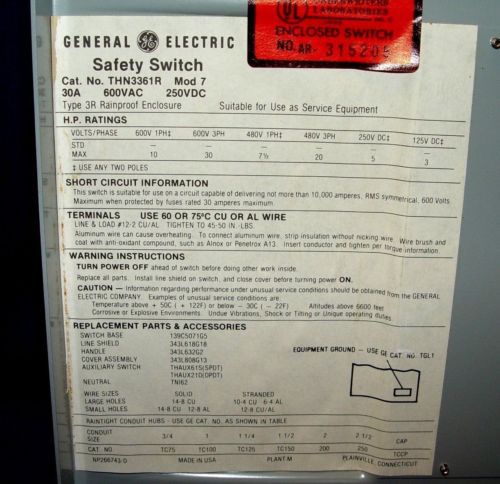 UNDERWRITERS
LABORATORIES
ENCLOSED SWITCH
NO. AR- 315205
GENERAL GE ELECTRIC
Safety Switch
Cat. No. THN3361R Mod 7
30A 600VAC 250VDC
Type 3R Rainproof Enclosure Suitable for Use as Service Equipment
H.P. RATINGS
VOLTS/PHASE 600V 1PH‡ 600V 3PH 480V 1PH‡ 480V 3PH 250V DC‡ 125V DC‡
STD — — — — — —
MAX 10 30 7½ 20 5 3
‡ USE ANY TWO POLES
SHORT CIRCUIT INFORMATION
This switch is suitable for use on a circuit capable of delivering not more than 10,000 amperes, RMS symmetrical, 600 Volts
Maximum when protected by fuses rated 30 amperes maximum.
TERMINALS USE 60 OR 75°C CU OR AL WIRE
LINE & LOAD #12-2 CU/AL TIGHTEN TO 45-50 IN.-LBS.
Aluminum wire can cause overheating. To connect aluminum wire, strip insulation without nicking wire. Wire brush and
coat with anti-oxidant compound, such as Alnox or Penetrox A13. Insert conductor and tighten per torque information.
WARNING INSTRUCTIONS
TURN POWER OFF ahead of switch before doing other work inside.
Replace all parts. Install line shield on switch, and close cover before turning power ON.
CAUTION — Information regarding performance under unusual service conditions should be obtained from the GENERAL
ELECTRIC COMPANY. Examples of unusual service conditions are:
Temperature above + 50C ( + 122F) or below - 30C ( - 22F) Altitudes above 6600 feet
Corrosive or Explosive Environments. Undue Vibrations, Shock or Tilting or Unique operating duties.
REPLACEMENT PARTS & ACCESSORIES
SWITCH BASE 139C5071G5
LINE SHIELD 343L618G18
HANDLE 343L632G2
COVER ASSEMBLY 343L808G13
AUXILIARY SWITCH THAUX61S(SPDT)
THAUX21D(DPDT)
NEUTRAL TNI62
EQUIPMENT GROUND - USE GE CAT. NO. TGL1
WIRE SIZES SOLID STRANDED
LARGE HOLES 14-8 CU 10-4 CU 6-4 AL
SMALL HOLES 14-8 CU 12-8 AL 12-8 CU/AL
RAINTIGHT CONDUIT HUBS - USE GE CAT. NO. AS SHOWN IN TABLE
CONDUIT
SIZE 3/4 1 1 1/4 1 1/2 2 2 1/2 CAP
CAT. NO TC75 TC100 TC125 TC150 200 250 TCCP
NP266743-D MADE IN USA PLANT-M PLAINVILLE, CONNECTICUT